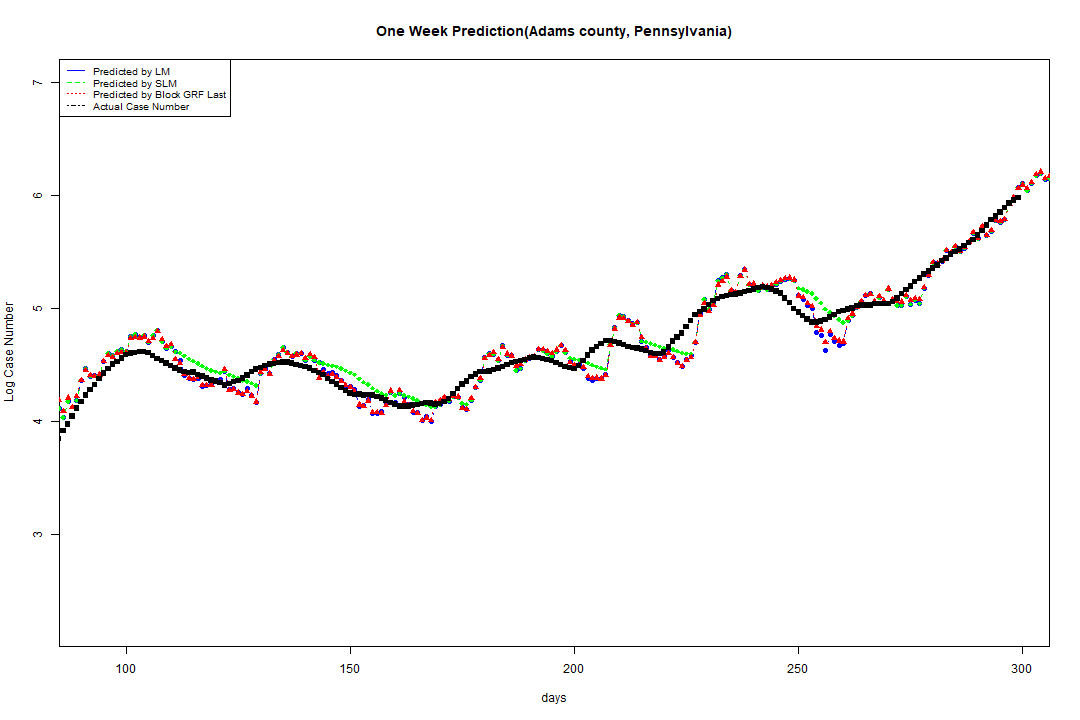 One Week Prediction(Adams county, Pennsylvania)
Predicted by LM
Predicted by SLM
Predicted by Block GRF Last
Actual Case Number
7
6
5
4
3
Log Case Number
100 150 200 250 300
days